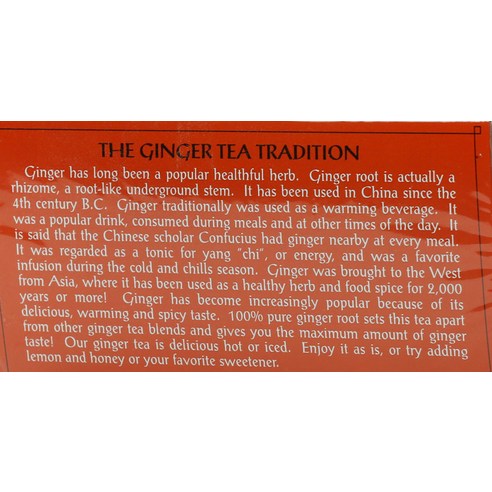 THE GINGER TEA TRADITION
Ginger has long been a popular healthful herb. Ginger root is actually a
rhizome, a root-like underground stem. It has been used in China since the
4th century B.C. Ginger traditionally was used as a warming beverage. It
was a popular drink, consumed during meals and at other times of the day. It
is said that the Chinese scholar Confucius had ginger nearby at every meal.
It was regarded as a tonic for yang "chi", or energy, and was a favorite
infusion during the cold and chills season. Ginger was brought to the West
from Asia, where it has been used as a healthy herb and food spice for 2,000
years or more! Ginger has become increasingly popular because of its
delicious, warming and spicy taste. 100% pure ginger root sets this tea apart
from other ginger tea blends and gives you the maximum amount of ginger
taste! Our ginger tea is delicious hot or iced. Enjoy it as is, or try adding
lemon and honey or your favorite sweetener.